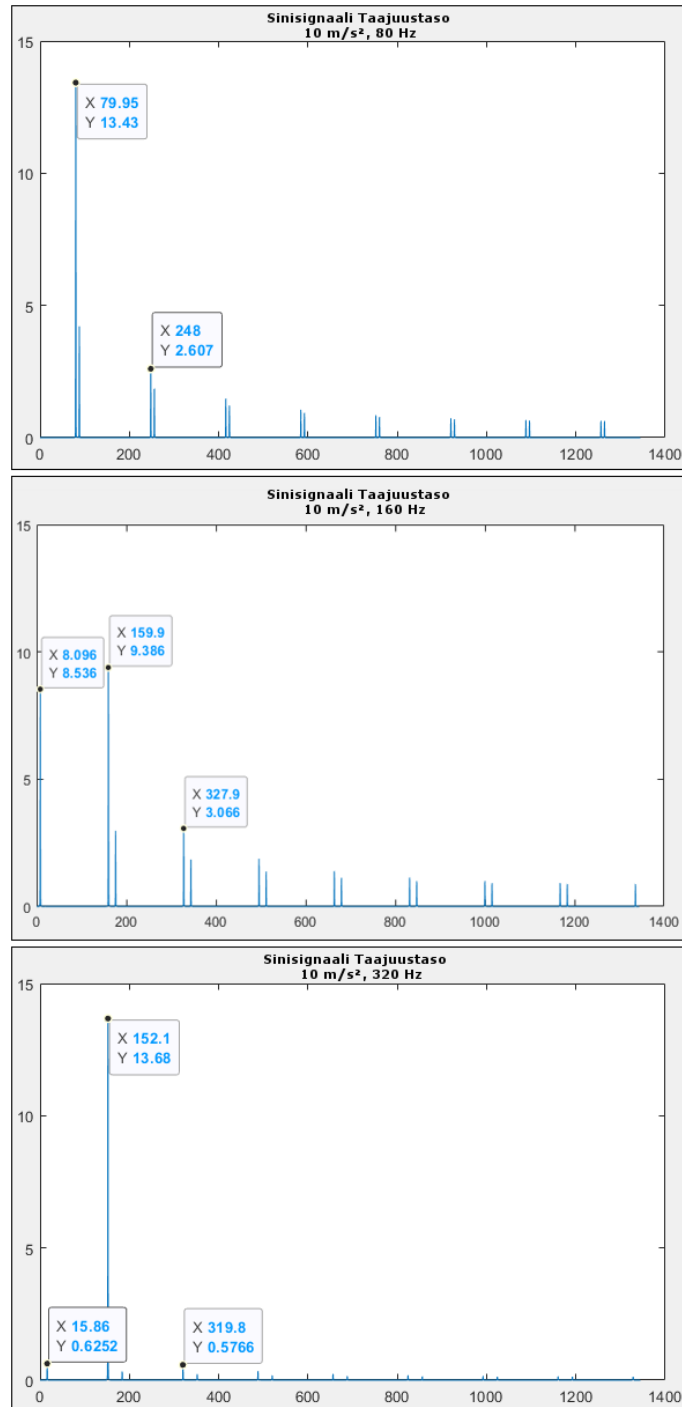 Sinisignaali Taajuustaso
10 m/s², 80 Hz
15
X 79.95
Y 13.43
10
5
X 248
Y 2.607
0
0 200 400 600 800 1000 1200 1400
Sinisignaali Taajuustaso
10 m/s², 160 Hz
15
10
X 159.9
Y 9.386
X 8.096
Y 8.536
5
X 327.9
Y 3.066
0
0 200 400 600 800 1000 1200 1400
Sinisignaali Taajuustaso
10 m/s², 320 Hz
15
X 152.1
Y 13.68
10
5
X 15.86
Y 0.6252
X 319.8
Y 0.5766
0
0 200 400 600 800 1000 1200 1400